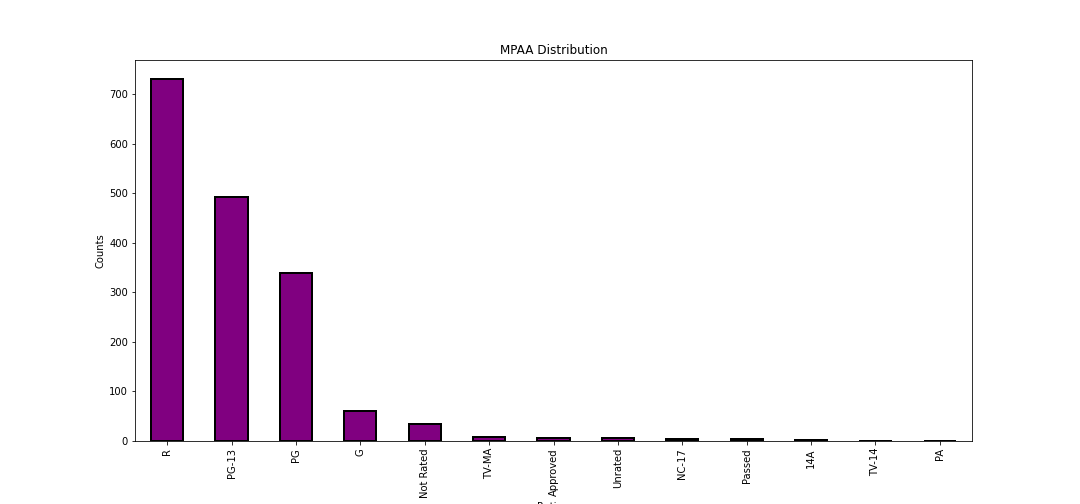 MPAA Distribution
Counts
700
600
500
400
300
200
100
0
R
PG-13
PG
G
Not Rated
TV-MA
Approved
Unrated
NC-17
Passed
14A
TV-14
PA